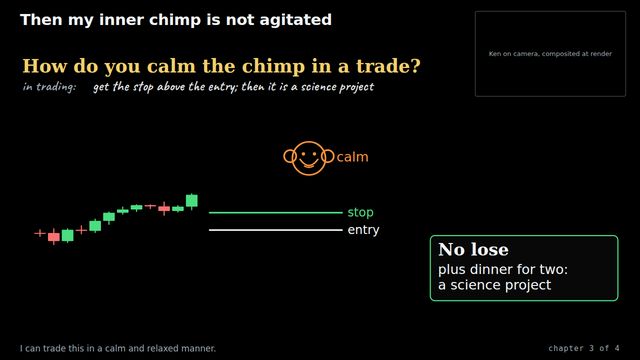 Then my inner chimp is not agitated
Ken on camera, composited at render
How do you calm the chimp in a trade?
in trading: get the stop above the entry; then it is a science project
calm
stop
entry
No lose
plus dinner for two:
a science project
I can trade this in a calm and relaxed manner.
chapter 3 of 4